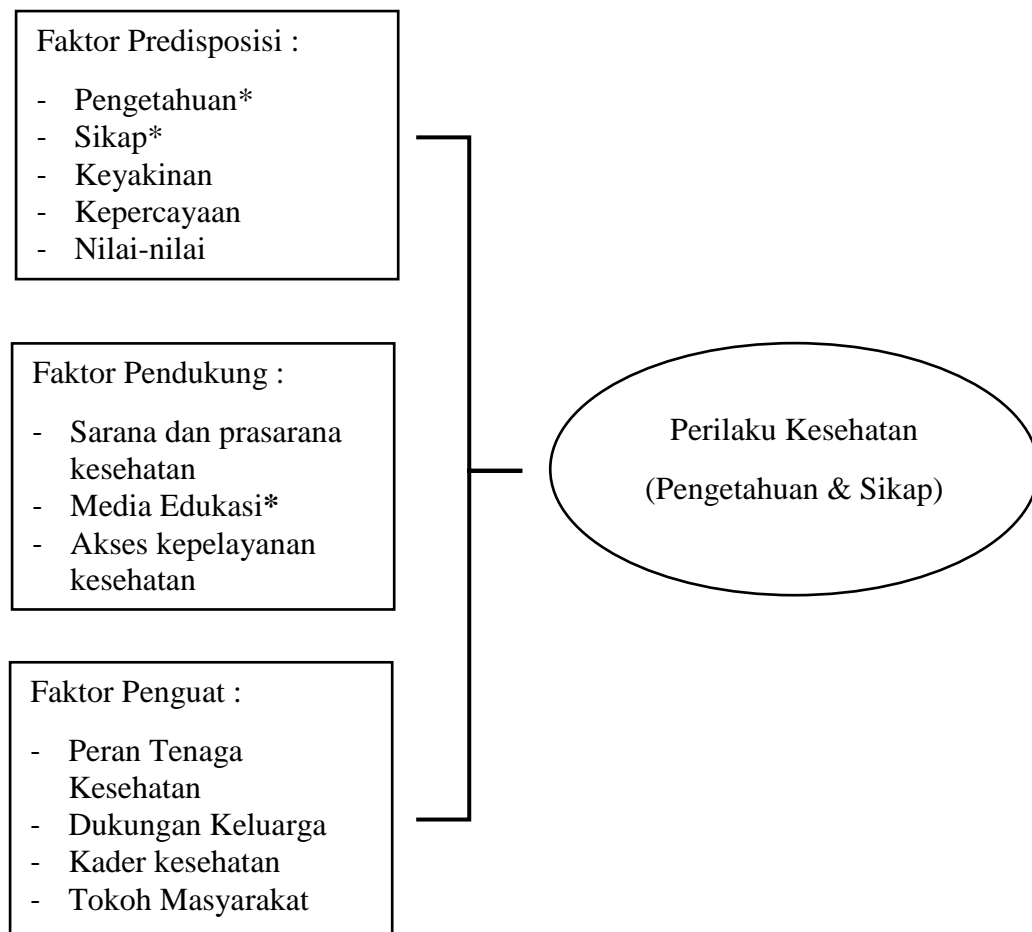 Faktor Predisposisi :
- Pengetahuan*
- Sikap*
- Keyakinan
- Kepercayaan
- Nilai-nilai
Faktor Pendukung :
- Sarana dan prasarana
kesehatan
- Media Edukasi*
- Akses kepelayanan
kesehatan
Faktor Penguat :
- Peran Tenaga
Kesehatan
- Dukungan Keluarga
- Kader kesehatan
- Tokoh Masyarakat
Perilaku Kesehatan
(Pengetahuan & Sikap)